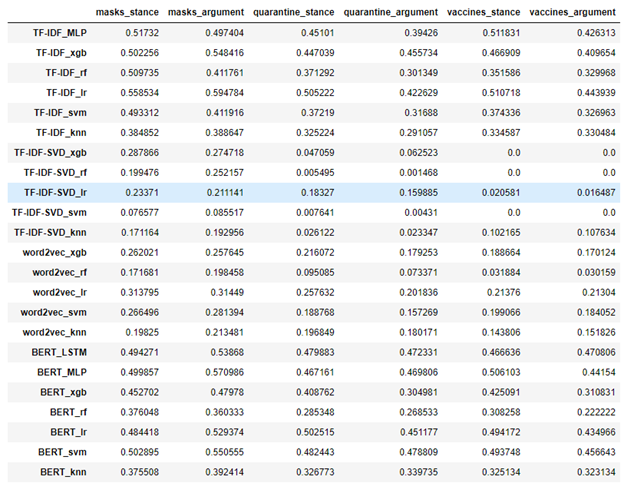 masks_stance masks_argument quarantine_stance quarantine_argument vaccines_stance vaccines_argument
TF-IDF_MLP 0.51732 0.497404 0.45101 0.39426 0.511831 0.426313
TF-IDF_xgb 0.502256 0.548416 0.447039 0.455734 0.466909 0.409654
TF-IDF_rf 0.509735 0.411761 0.371292 0.301349 0.351586 0.329968
TF-IDF_lr 0.558534 0.594784 0.505222 0.422629 0.510718 0.443939
TF-IDF_svm 0.493312 0.411916 0.37219 0.31688 0.374336 0.326963
TF-IDF_knn 0.384852 0.388647 0.325224 0.291057 0.334587 0.330484
TF-IDF-SVD_xgb 0.287866 0.274718 0.047059 0.062523 0.0 0.0
TF-IDF-SVD_rf 0.199476 0.252157 0.005495 0.001468 0.0 0.0
TF-IDF-SVD_lr 0.23371 0.211141 0.18327 0.159885 0.020581 0.016487
TF-IDF-SVD_svm 0.076577 0.085517 0.007641 0.00431 0.0 0.0
TF-IDF-SVD_knn 0.171164 0.192956 0.026122 0.023347 0.102165 0.107634
word2vec_xgb 0.262021 0.257645 0.216072 0.179253 0.188664 0.170124
word2vec_rf 0.171681 0.198458 0.095085 0.073371 0.031884 0.030159
word2vec_lr 0.313795 0.31449 0.257632 0.201836 0.21376 0.21304
word2vec_svm 0.266496 0.281394 0.188768 0.157269 0.199066 0.184052
word2vec_knn 0.19825 0.213481 0.196849 0.180171 0.143806 0.151826
BERT_LSTM 0.494271 0.53868 0.479883 0.472331 0.466636 0.470806
BERT_MLP 0.499857 0.570986 0.467161 0.469806 0.506103 0.44154
BERT_xgb 0.452702 0.47978 0.408762 0.304981 0.425091 0.310831
BERT_rf 0.376048 0.360333 0.285348 0.268533 0.308258 0.222222
BERT_lr 0.484418 0.529374 0.502515 0.451177 0.494172 0.434966
BERT_svm 0.502895 0.550555 0.482443 0.478809 0.493748 0.456643
BERT_knn 0.375508 0.392414 0.326773 0.339735 0.325134 0.323134